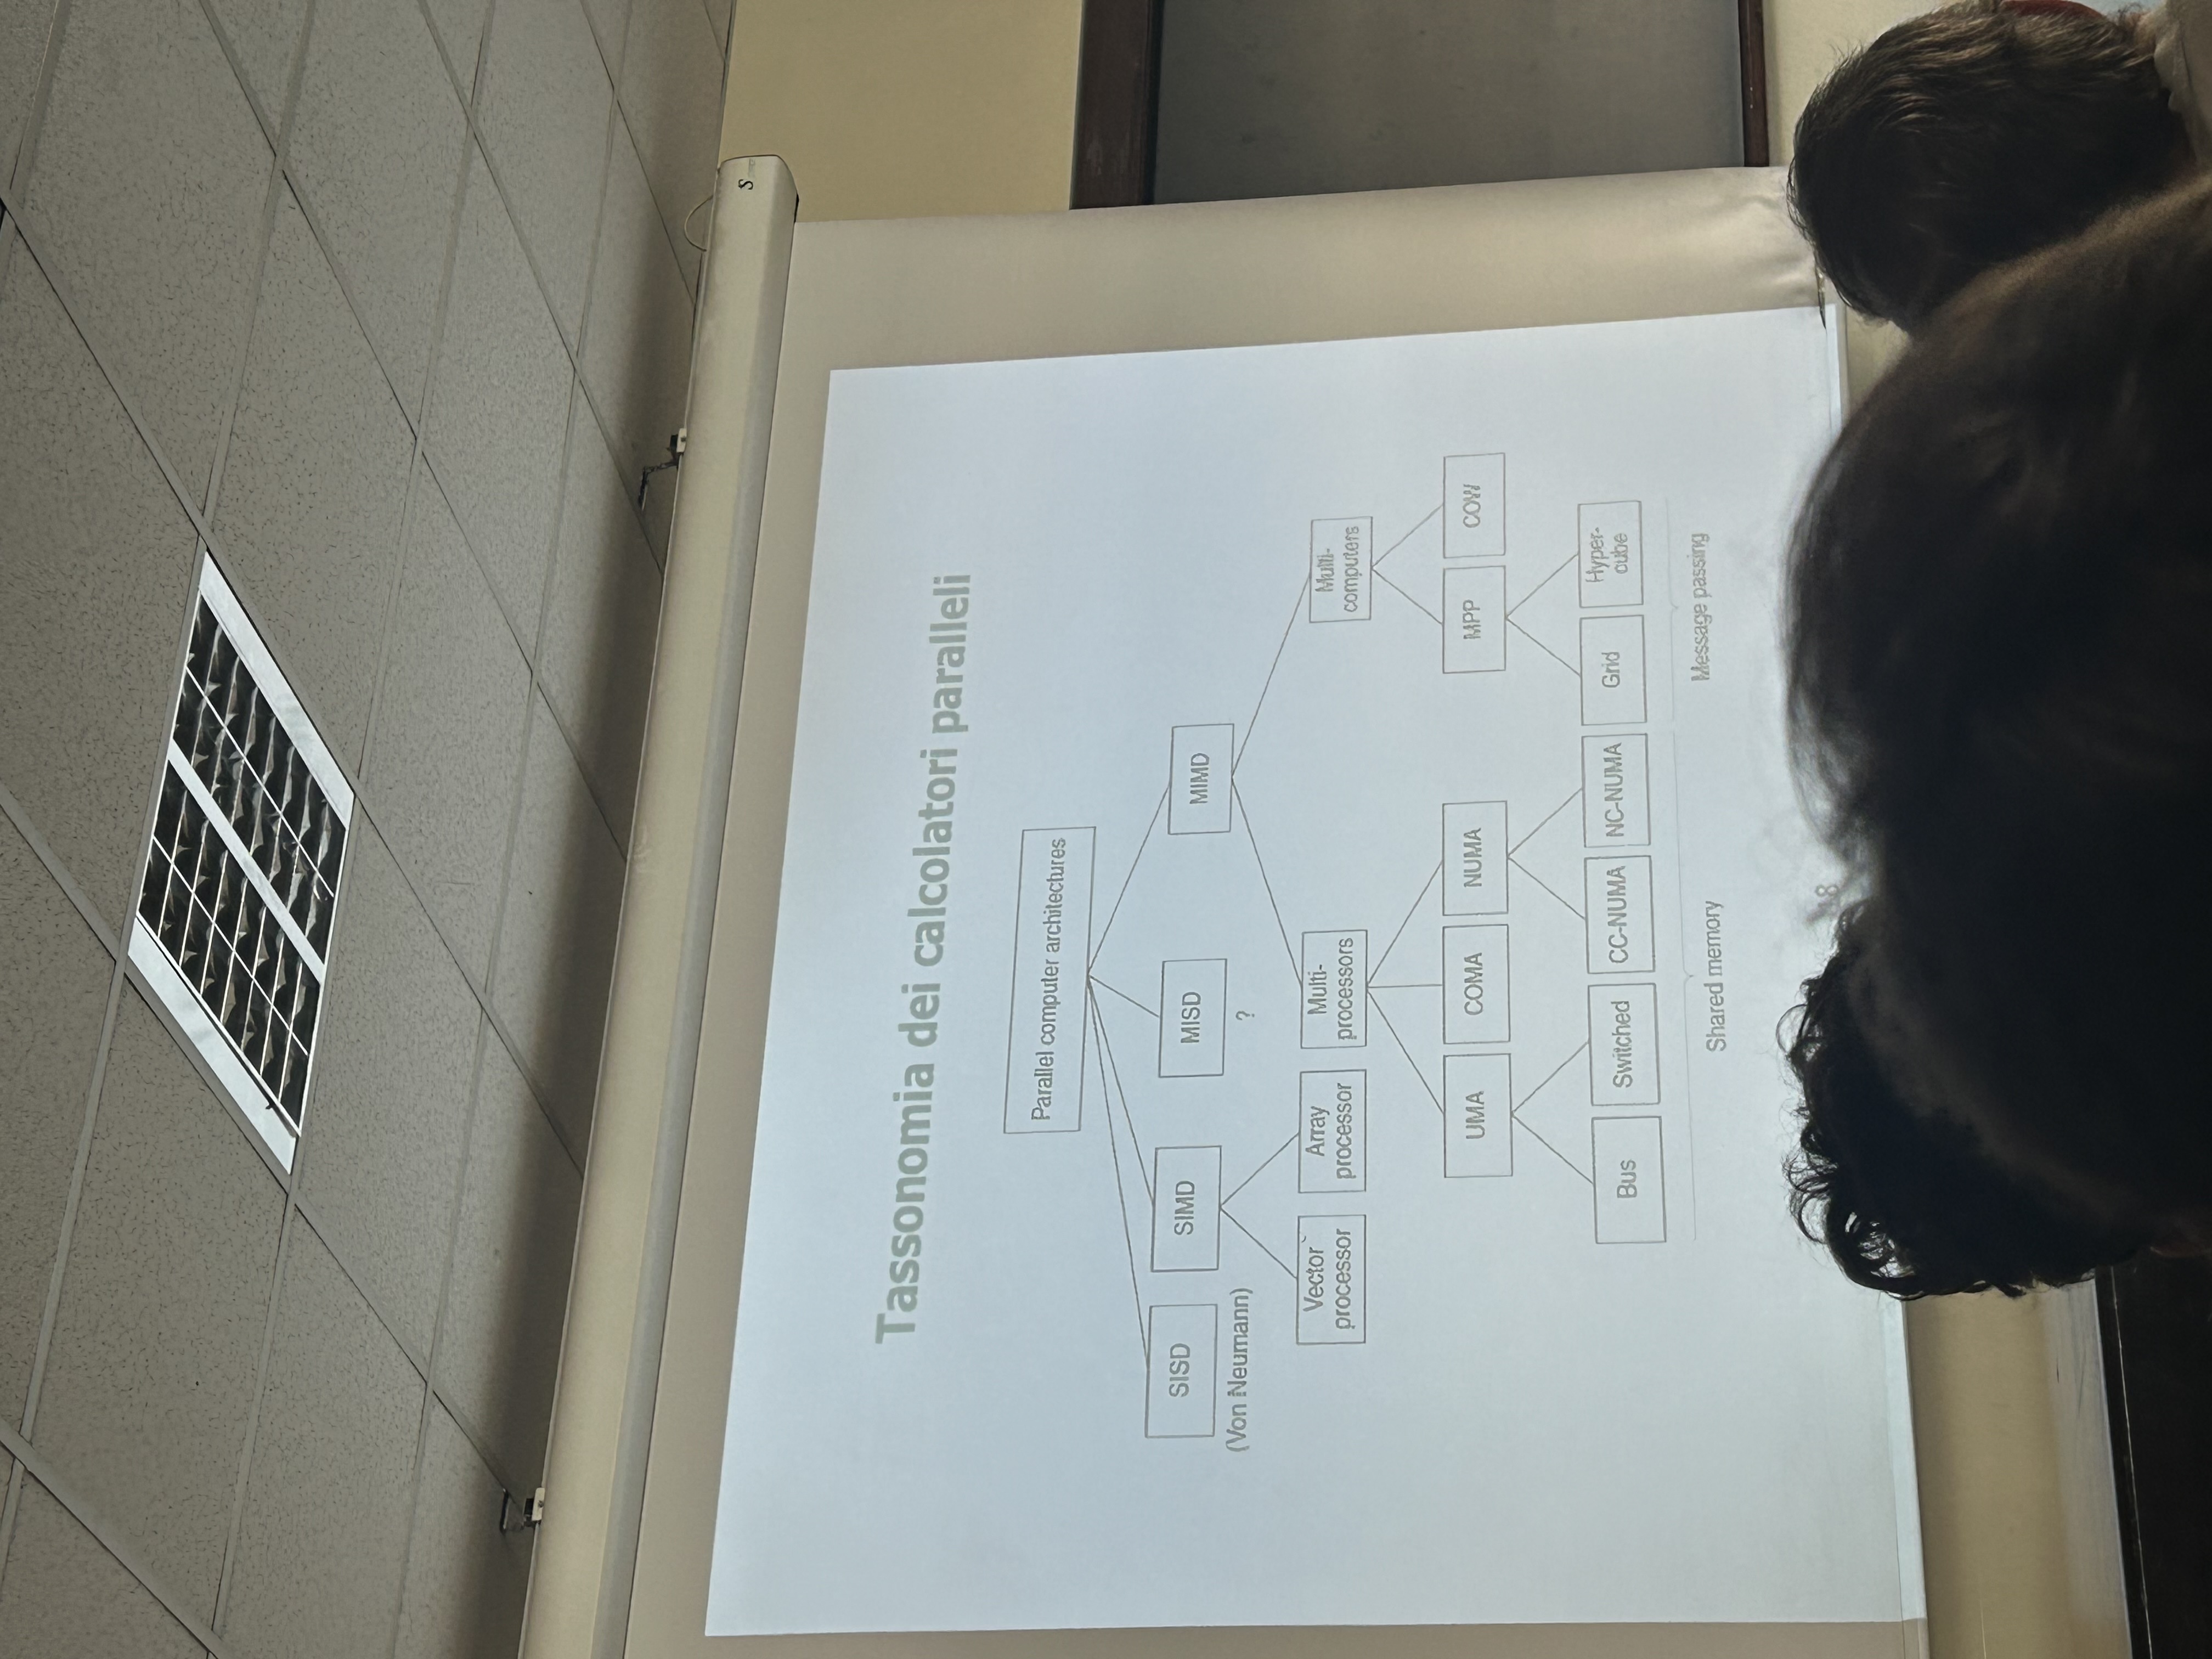 S
Tassonomia dei calcolatori paralleli
Parallel computer architectures
SISD
SIMD
MISD
MIMD
(Von Neumann)
?
Vector
processor
Array
processor
Multi-
processors
Multi-
computers
UMA
COMA
NUMA
MPP
COW
Bus
Switched
CC-NUMA
NC-NUMA
Grid
Hyper-
cube
Shared memory
Message passing